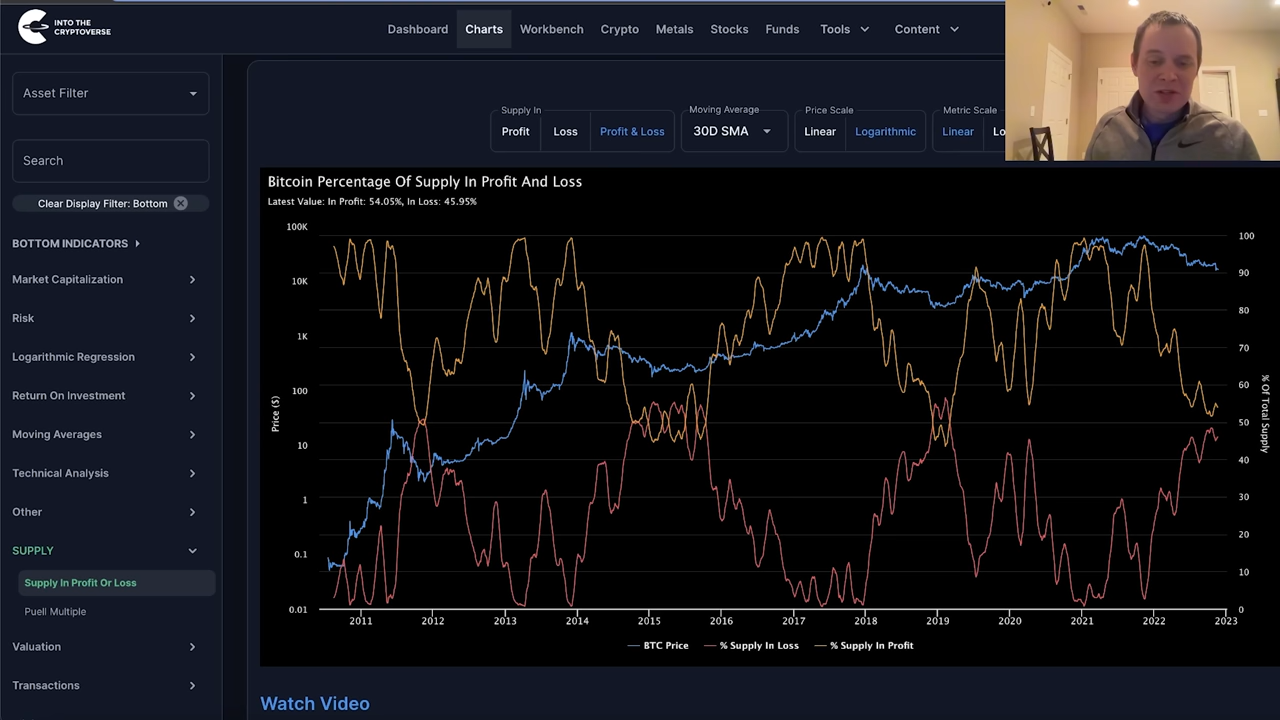 INTO THE
CRYPTOVERSE
Dashboard Charts Workbench Crypto Metals Stocks Funds Tools Content
Asset Filter
Search
Clear Display Filter: Bottom
BOTTOM INDICATORS
Market Capitalization
Risk
Logarithmic Regression
Return On Investment
Moving Averages
Technical Analysis
Other
SUPPLY
Supply In Profit Or Loss
Puell Multiple
Valuation
Transactions
Supply In
Profit Loss Profit & Loss
Moving Average
30D SMA
Price Scale
Linear Logarithmic
Metric Scale
Linear Lo
Bitcoin Percentage Of Supply In Profit And Loss
Latest Value: In Profit: 54.05%, In Loss: 45.95%
Price ($)
100K
10K
1K
100
10
1
0.1
0.01
100
90
80
70
60
50
40
30
20
10
0
% Of Total Supply
2011 2012 2013 2014 2015 2016 2017 2018 2019 2020 2021 2022 2023
BTC Price % Supply In Loss % Supply In Profit
Watch Video